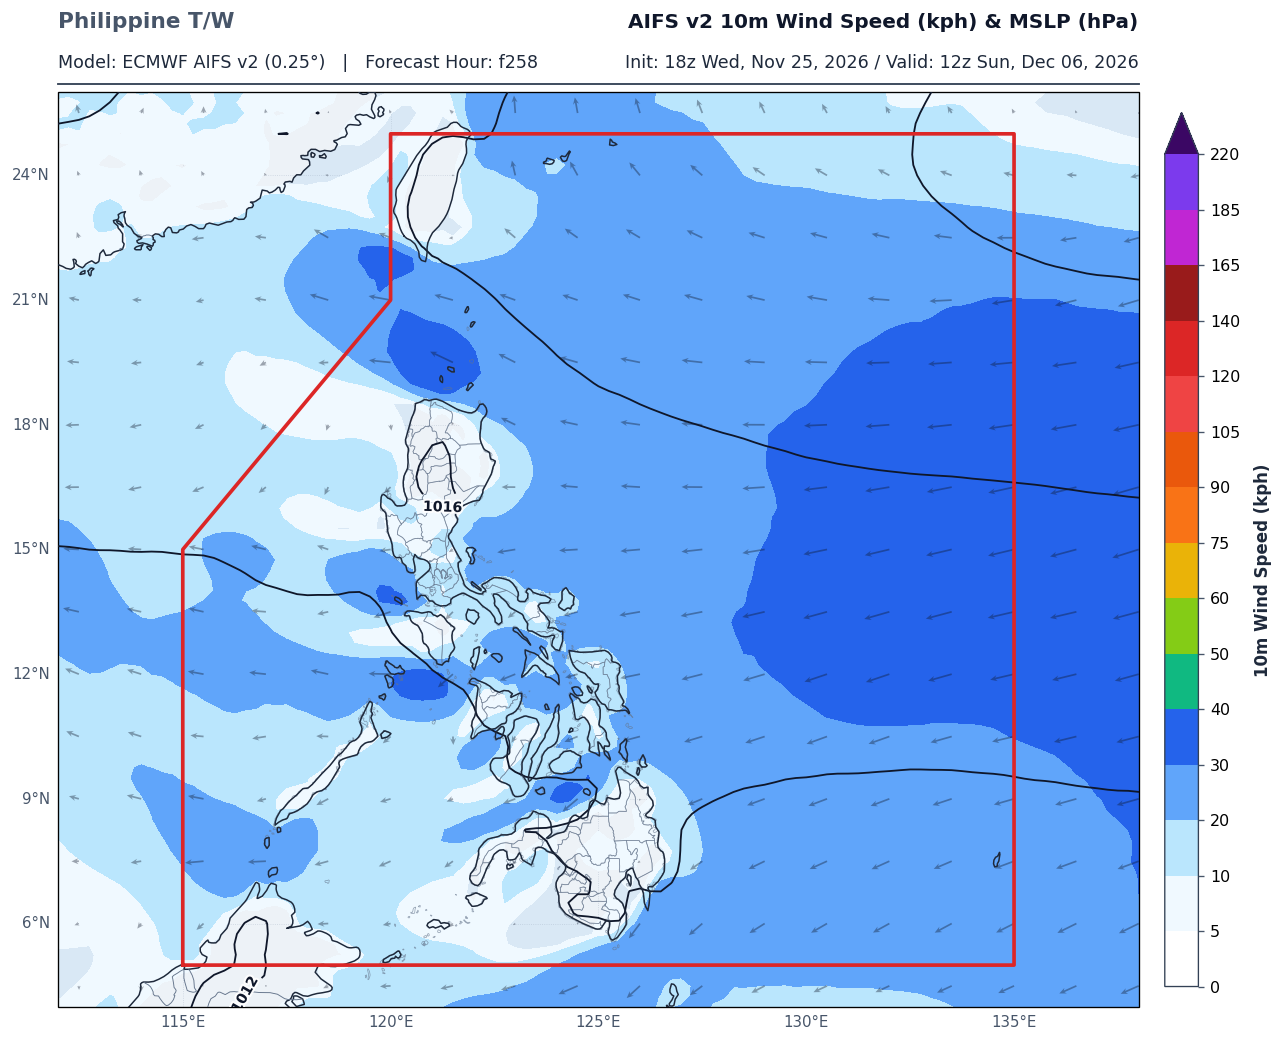 Philippine T/W
AIFS v2 10m Wind Speed (kph) & MSLP (hPa)
Model: ECMWF AIFS v2 (0.25°) | Forecast Hour: f258
Init: 18z Wed, Nov 25, 2026 / Valid: 12z Sun, Dec 06, 2026
24°N
21°N
18°N
15°N
12°N
9°N
6°N
1016
1012
115°E
120°E
125°E
130°E
135°E
220
185
165
140
120
105
90
75
60
50
40
30
20
10
5
0
10m Wind Speed (kph)